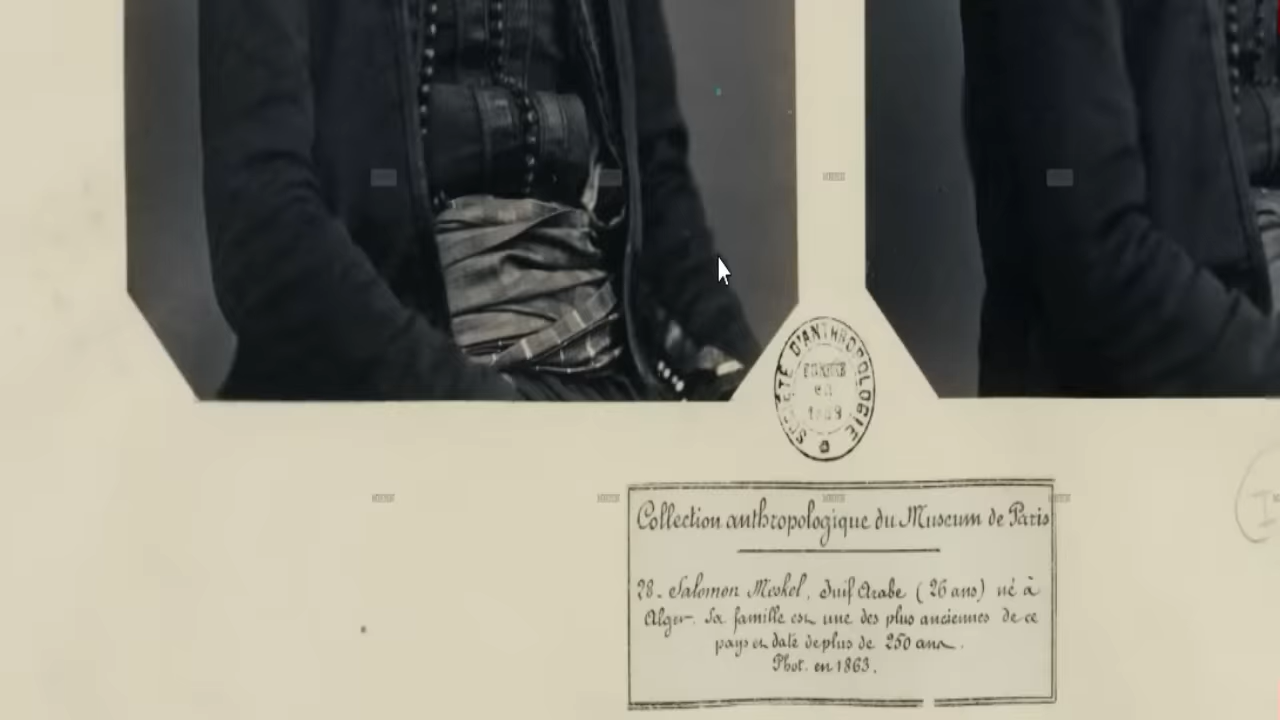 SOCIÉTÉ D'ANTHROPOLOGIE
FONDÉE
en
Collection anthropologique du Museum de Paris
28. Salomon Meskel, Juif Arabe (26 ans) né à
Alger. Sa famille est une des plus anciennes de ce
pays et date de plus de 250 ans.
Phot. en 1863.